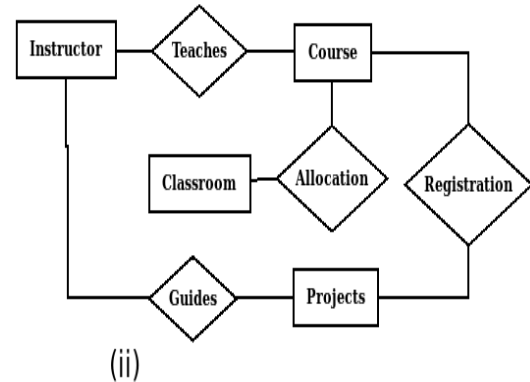 Instructor
Teaches
Course
Classroom
Allocation
Registration
Guides
Projects
(ii)